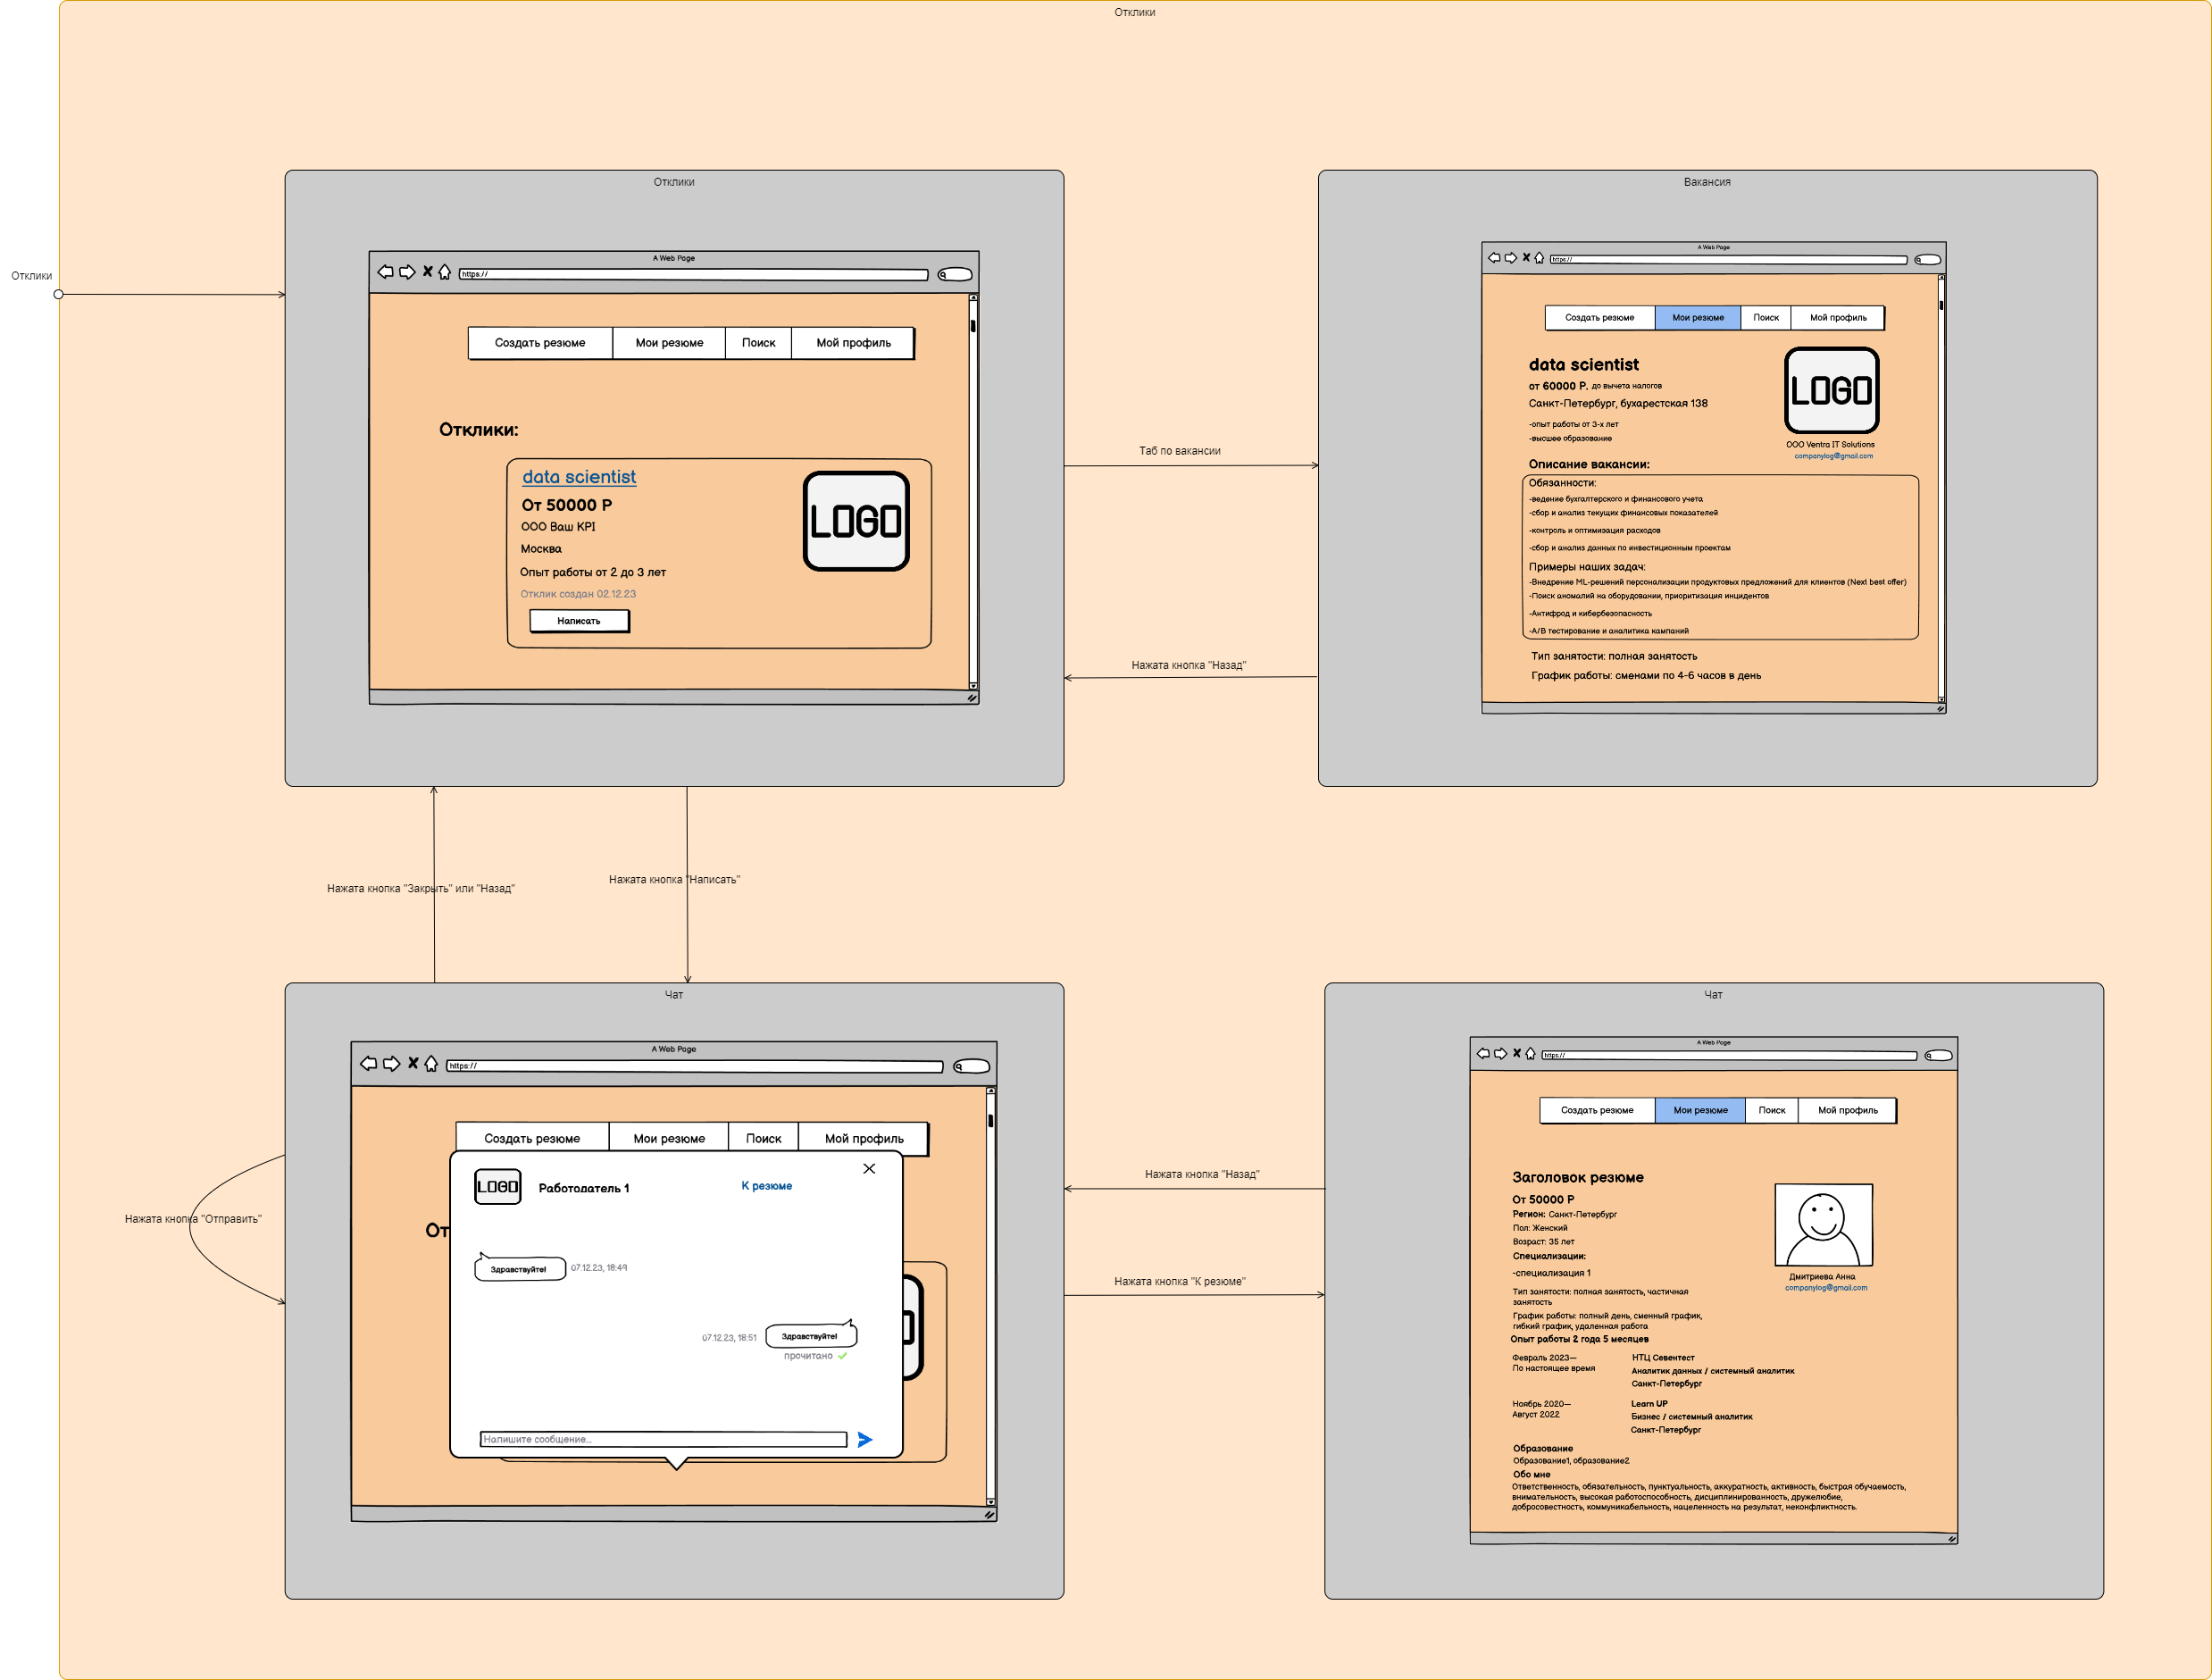 Отклики
Отклики
Отклики
A Web Page
https://
Создать резюме
Мои резюме
Поиск
Мой профиль
Отклики:
data scientist
От 50000 Р
ООО Ваш KPI
Москва
Опыт работы от 2 до 3 лет
Отклик создан 02.12.23
Написать
LOGO
Таб по вакансии
Нажата кнопка "Назад"
Вакансия
A Web Page
https://
Создать резюме
Мои резюме
Поиск
Мой профиль
data scientist
от 60000 Р. до вычета налогов
Санкт-Петербург, бухарестская 138
-опыт работы от 3-х лет
-высшее образование
LOGO
ООО Ventra IT Solutions
companylog@gmail.com
Описание вакансии:
Обязанности:
-ведение бухгалтерского и финансового учета
-сбор и анализ текущих финансовых показателей
-контроль и оптимизация расходов
-сбор и анализ данных по инвестиционным проектам
Примеры наших задач:
-Внедрение ML-решений персонализации продуктовых предложений для клиентов (Next best offer)
-Поиск аномалий на оборудовании, приоритизация инцидентов
-Антифрод и кибербезопасность
-А/В тестирование и аналитика кампаний
Тип занятости: полная занятость
График работы: сменами по 4-6 часов в день
Нажата кнопка "Закрыть" или "Назад"
Нажата кнопка "Написать"
Чат
A Web Page
https://
Создать резюме
Мои резюме
Поиск
Мой профиль
От
LOGO
Работодатель 1
К резюме
Здравствуйте!
07.12.23, 18:49
07.12.23, 18:51
Здравствуйте!
прочитано
Напишите сообщение...
Нажата кнопка "Отправить"
Нажата кнопка "Назад"
Нажата кнопка "К резюме"
Чат
A Web Page
https://
Создать резюме
Мои резюме
Поиск
Мой профиль
Заголовок резюме
От 50000 Р
Регион: Санкт-Петербург
Пол: Женский
Возраст: 35 лет
Специализации:
-специализация 1
Дмитриева Анна
companylog@gmail.com
Тип занятости: полная занятость, частичная
занятость
График работы: полный день, сменный график,
гибкий график, удаленная работа
Опыт работы 2 года 5 месяцев
Февраль 2023—
По настоящее время
НТЦ Севентест
Аналитик данных / системный аналитик
Санкт-Петербург
Ноябрь 2020—
Август 2022
Learn UP
Бизнес / системный аналитик
Санкт-Петербург
Образование
Образование1, образование2
Обо мне
Ответственность, обязательность, пунктуальность, аккуратность, активность, быстрая обучаемость,
внимательность, высокая работоспособность, дисциплинированность, дружелюбие,
добросовестность, коммуникабельность, нацеленность на результат, неконфликтность.